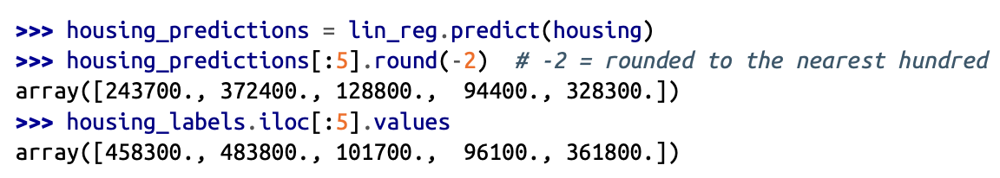 >>> housing_predictions = lin_reg.predict(housing)
>>> housing_predictions[:5].round(-2)  # -2 = rounded to the nearest hundred
array([243700., 372400., 128800.,  94400., 328300.])
>>> housing_labels.iloc[:5].values
array([458300., 483800., 101700.,  96100., 361800.])